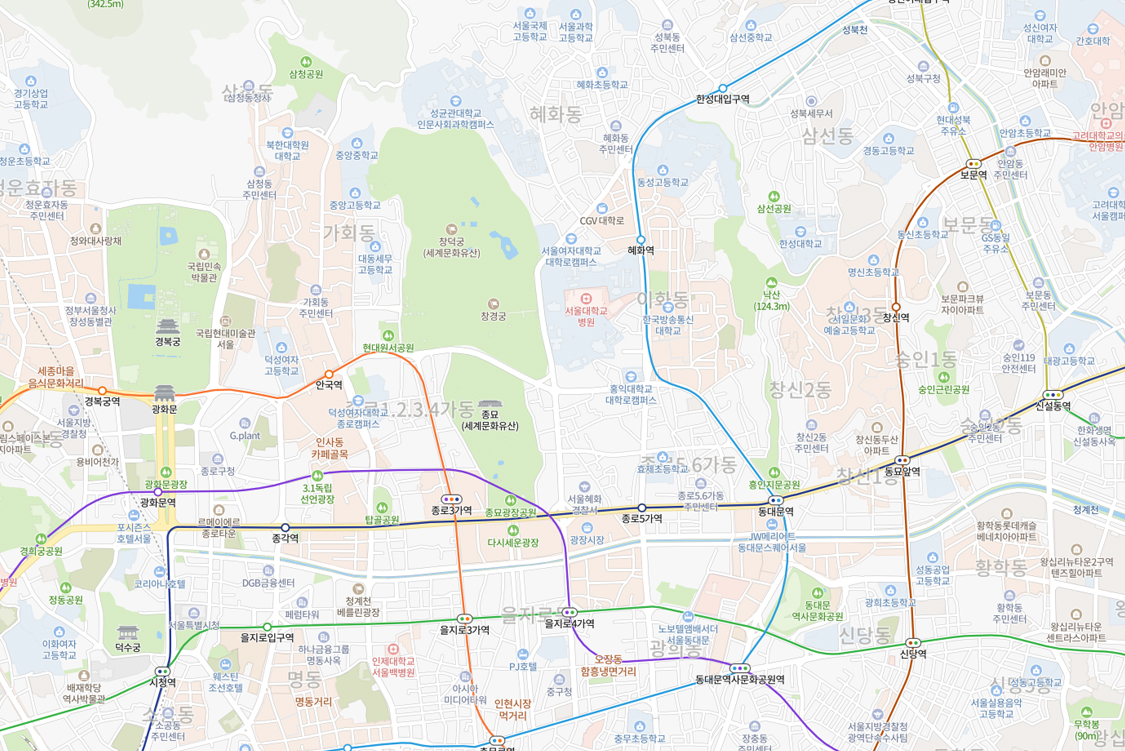 (342.5m)
서울국제
고등학교
서울과학
고등학교
성북동
주민센터
삼선중학교
성북천
성신여자
대학교
간호대학
삼청공원
경기상업
고등학교
삼청동청사
혜화초등학교
한성대입구역
성북구청
안암래미안
아파트
성균관대학교
인문사회과학캠퍼스
혜화동
혜화동
주민센터
성북세무서
삼선동
현대성북
주유소
안암초등학교
안암
고려대학교의
안암병원
북한대학원
대학교
중앙중학교
경동고등학교
안암동
주민센터
보문역
청운초등학교
청운효자동
청운효자동
주민센터
삼청동
주민센터
중앙고등학교
동성고등학교
삼선공원
고려대
서울캠퍼
CGV 대학로
청와대사랑채
가회동
창덕궁
(세계문화유산)
서울여자대학교
대학로캠퍼스
혜화역
한성대학교
동신초등학교
보문동
GS동일
주유소
국립민속
박물관
대동세무
고등학교
명신초등학교
낙산
(124.3m)
정부서울청사
창성동별관
가회동
주민센터
창경궁
서울대학교
병원
이화동
한국방송통신
대학교
서일문화
예술고등학교
창신역
보문파크뷰
자이아파트
보문동
주민센터
경복궁
국립현대미술관
서울
현대원서공원
덕성여자
고등학교
숭인1동
숭인119
안전센터
대광고등학교
세종마을
음식문화거리
안국역
숭인근린공원
경복궁역
광화문
홍익대학교
대학로캠퍼스
창신2동
신설동역
덕성여자대학교
종로캠퍼스
1.2.3.4가동
종묘
(세계문화유산)
서울지방
경찰청
G.plant
인사동
카페골목
창신2동
주민센터
창신동두산
아파트
한화생명
신설동사옥
용비어천가
종로구청
5.6가동
효제초등학교
창신1동
동묘앞역
광화문광장
3.1독립
선언광장
흥인지문공원
광화문역
종로3가역
종묘광장공원
서울혜화
경찰서
종로5.6가동
주민센터
동대문역
포시즌스
호텔서울
르메이에르
종로타운
탑골공원
종로5가역
청계천
경희궁공원
종각역
다시세운광장
광장시장
JW메리어트
동대문스퀘어서울
황학동롯데캐슬
베네치아아파트
황학동
왕십리뉴타운2구역
텐즈힐아파트
병원
코리아나호텔
DGB금융센터
성동공업
고등학교
정동공원
청계천
베를린광장
동대문
역사문화공원
광희초등학교
황학동
주민센터
서울특별시청
페럼타워
을지로
을지로4가역
을지로3가역
을지로입구역
노보텔앰배서더
서울동대문
신당동
왕십리뉴타운
센트라스아파트
이화여자
고등학교
덕수궁
하나금융그룹
명동사옥
인제대학교
서울백병원
광희동
신당역
PJ호텔
오장동
함흥냉면거리
시청역
웨스틴
조선호텔
동대문역사문화공원역
명동
중구청
성동고등학교
배재학당
역사박물관
아시아
미디어타워
명동거리
인현시장
먹거리
서울실용음악
고등학교
소공동
주민센터
서울지방경찰청
광역단속수사팀
무학봉
(90m)
충무초등학교
장충동
주민센터